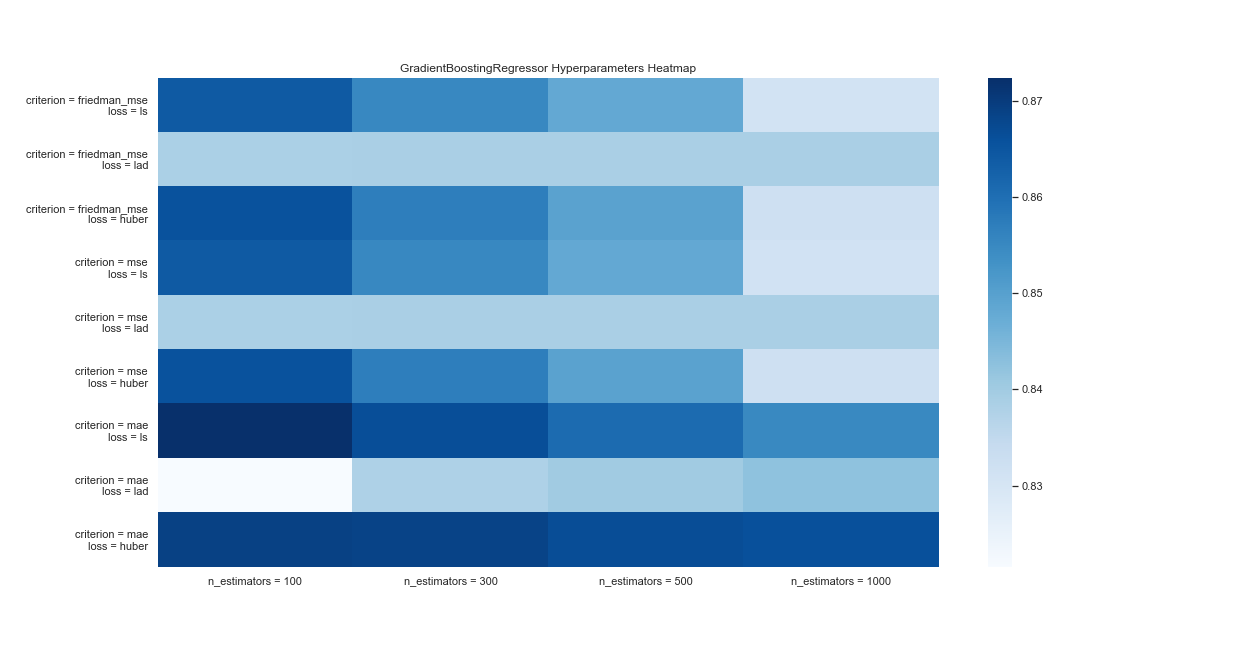 GradientBoostingRegressor Hyperparameters Heatmap
criterion = friedman_mse
loss = ls
criterion = friedman_mse
loss = lad
criterion = friedman_mse
loss = huber
criterion = mse
loss = ls
criterion = mse
loss = lad
criterion = mse
loss = huber
criterion = mae
loss = ls
criterion = mae
loss = lad
criterion = mae
loss = huber
n_estimators = 100
n_estimators = 300
n_estimators = 500
n_estimators = 1000
0.87
0.86
0.85
0.84
0.83